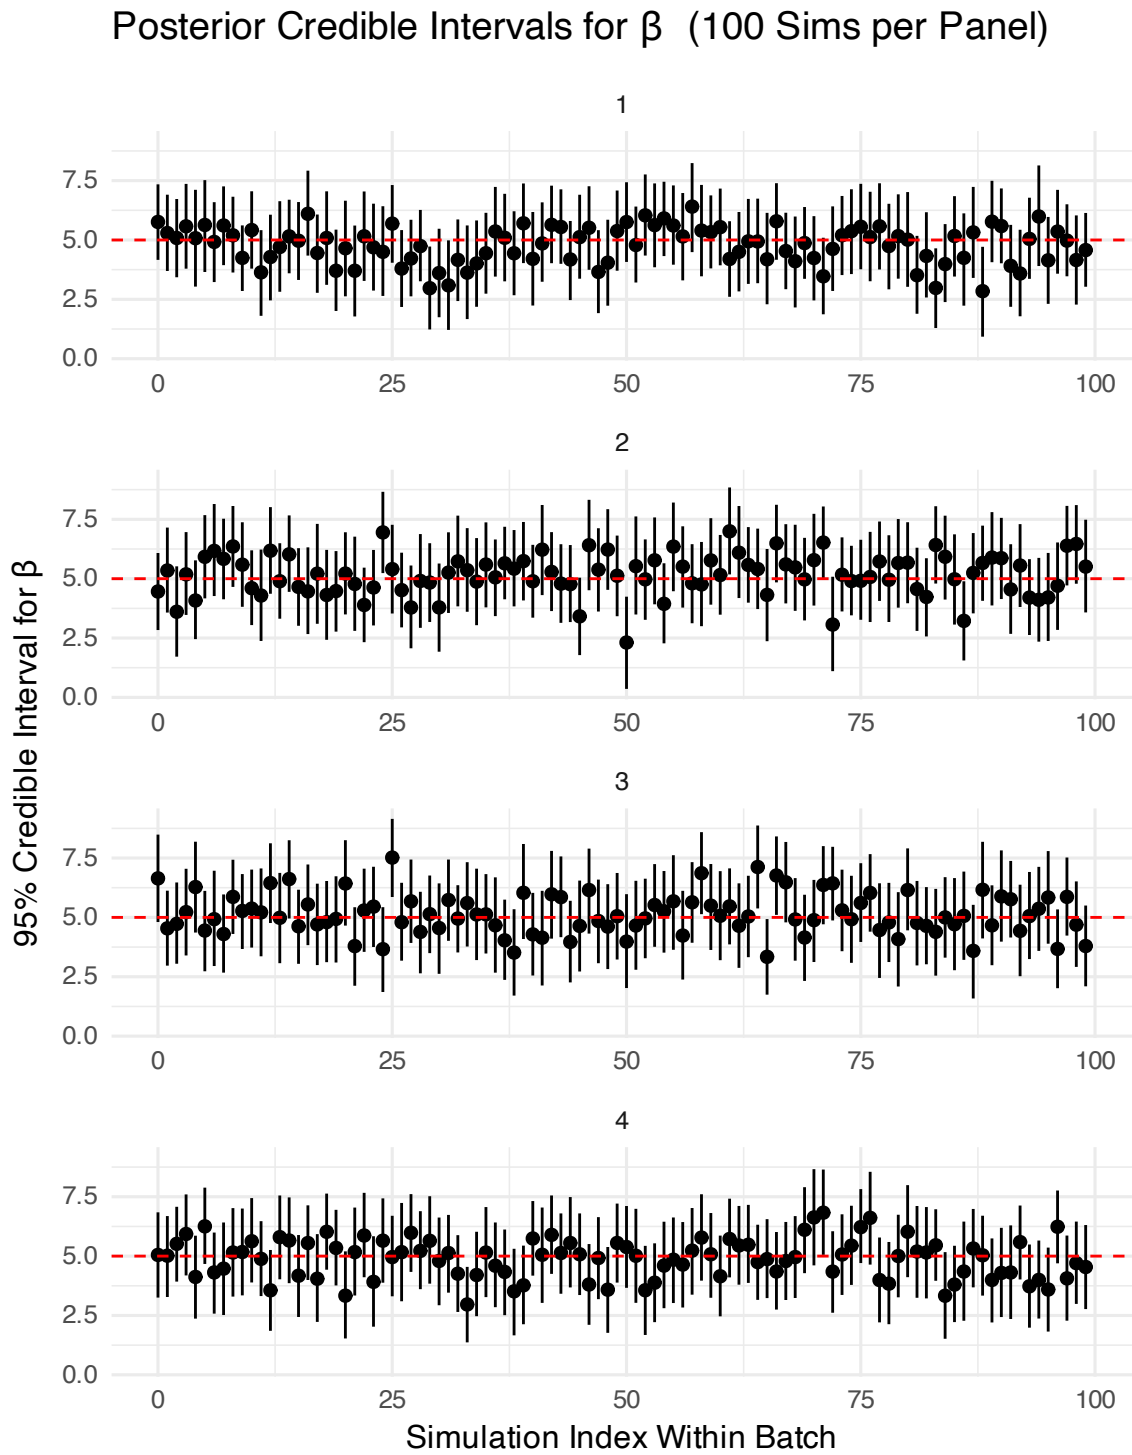 Posterior Credible Intervals for β (100 Sims per Panel)
95% Credible Interval for β
1
7.5
5.0
2.5
0.0
0 25 50 75 100
2
7.5
5.0
2.5
0.0
0 25 50 75 100
3
7.5
5.0
2.5
0.0
0 25 50 75 100
4
7.5
5.0
2.5
0.0
0 25 50 75 100
Simulation Index Within Batch